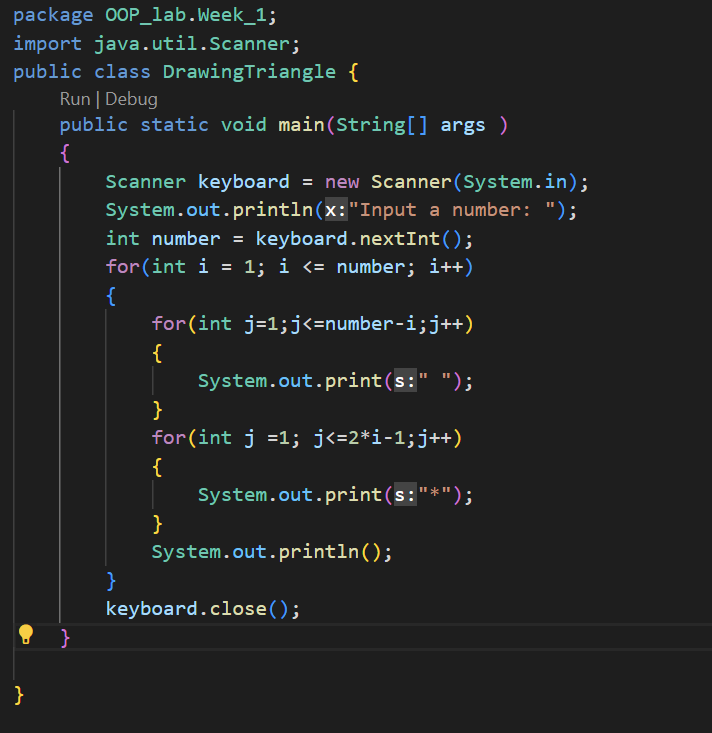 package OOP_lab.Week_1;
import java.util.Scanner;
public class DrawingTriangle {
Run | Debug
public static void main(String[] args )
{
Scanner keyboard = new Scanner(System.in);
System.out.println(x:"Input a number: ");
int number = keyboard.nextInt();
for(int i = 1; i <= number; i++)
{
for(int j=1;j<=number-i;j++)
{
System.out.print(s:" ");
}
for(int j =1; j<=2*i-1;j++)
{
System.out.print(s:"*");
}
System.out.println();
}
keyboard.close();
}
}